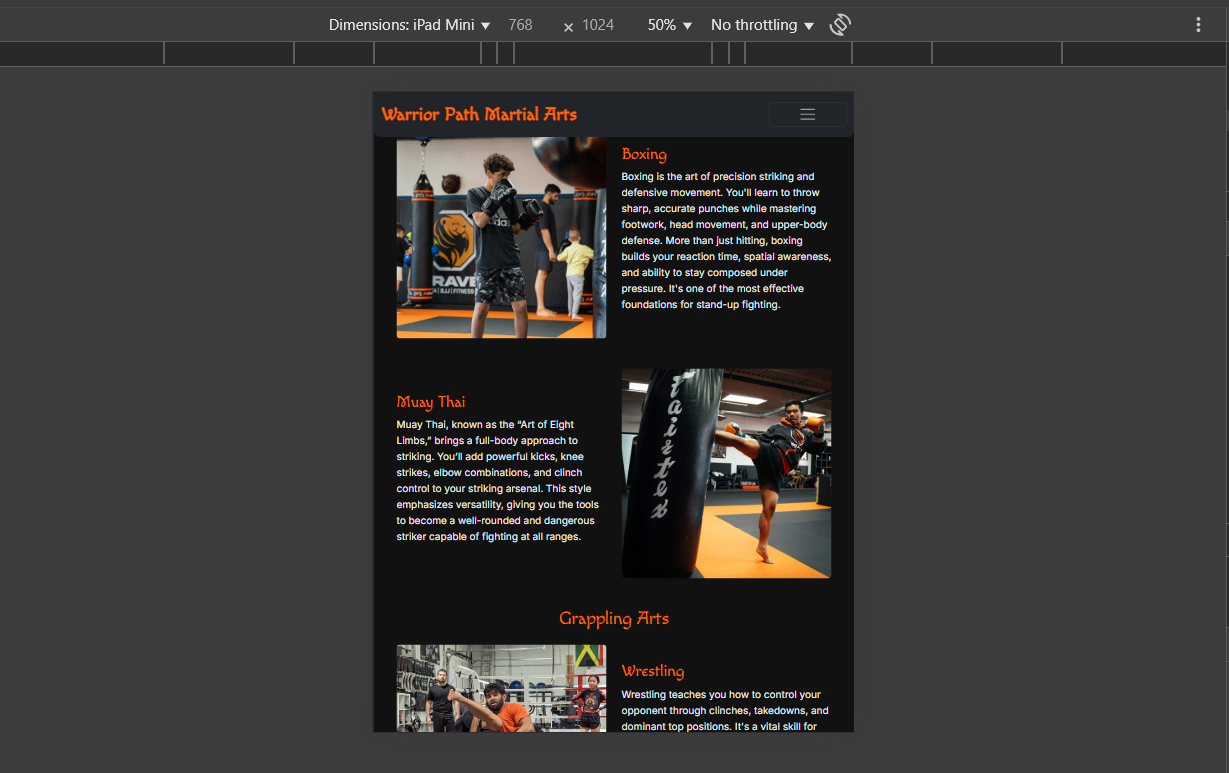 Dimensions: iPad Mini 768 × 1024 50% No throttling
Warrior Path Martial Arts
adidas
RAVE
A | BJJ | FITNESS
Boxing
Boxing is the art of precision striking and
defensive movement. You'll learn to throw
sharp, accurate punches while mastering
footwork, head movement, and upper-body
defense. More than just hitting, boxing
builds your reaction time, spatial awareness,
and ability to stay composed under
pressure. It's one of the most effective
foundations for stand-up fighting.
Muay Thai
Muay Thai, known as the “Art of Eight
Limbs,” brings a full-body approach to
striking. You’ll add powerful kicks, knee
strikes, elbow combinations, and clinch
control to your striking arsenal. This style
emphasizes versatility, giving you the tools
to become a well-rounded and dangerous
striker capable of fighting at all ranges.
fairtex
Grappling Arts
Wrestling
Wrestling teaches you how to control your
opponent through clinches, takedowns, and
dominant top positions. It's a vital skill for